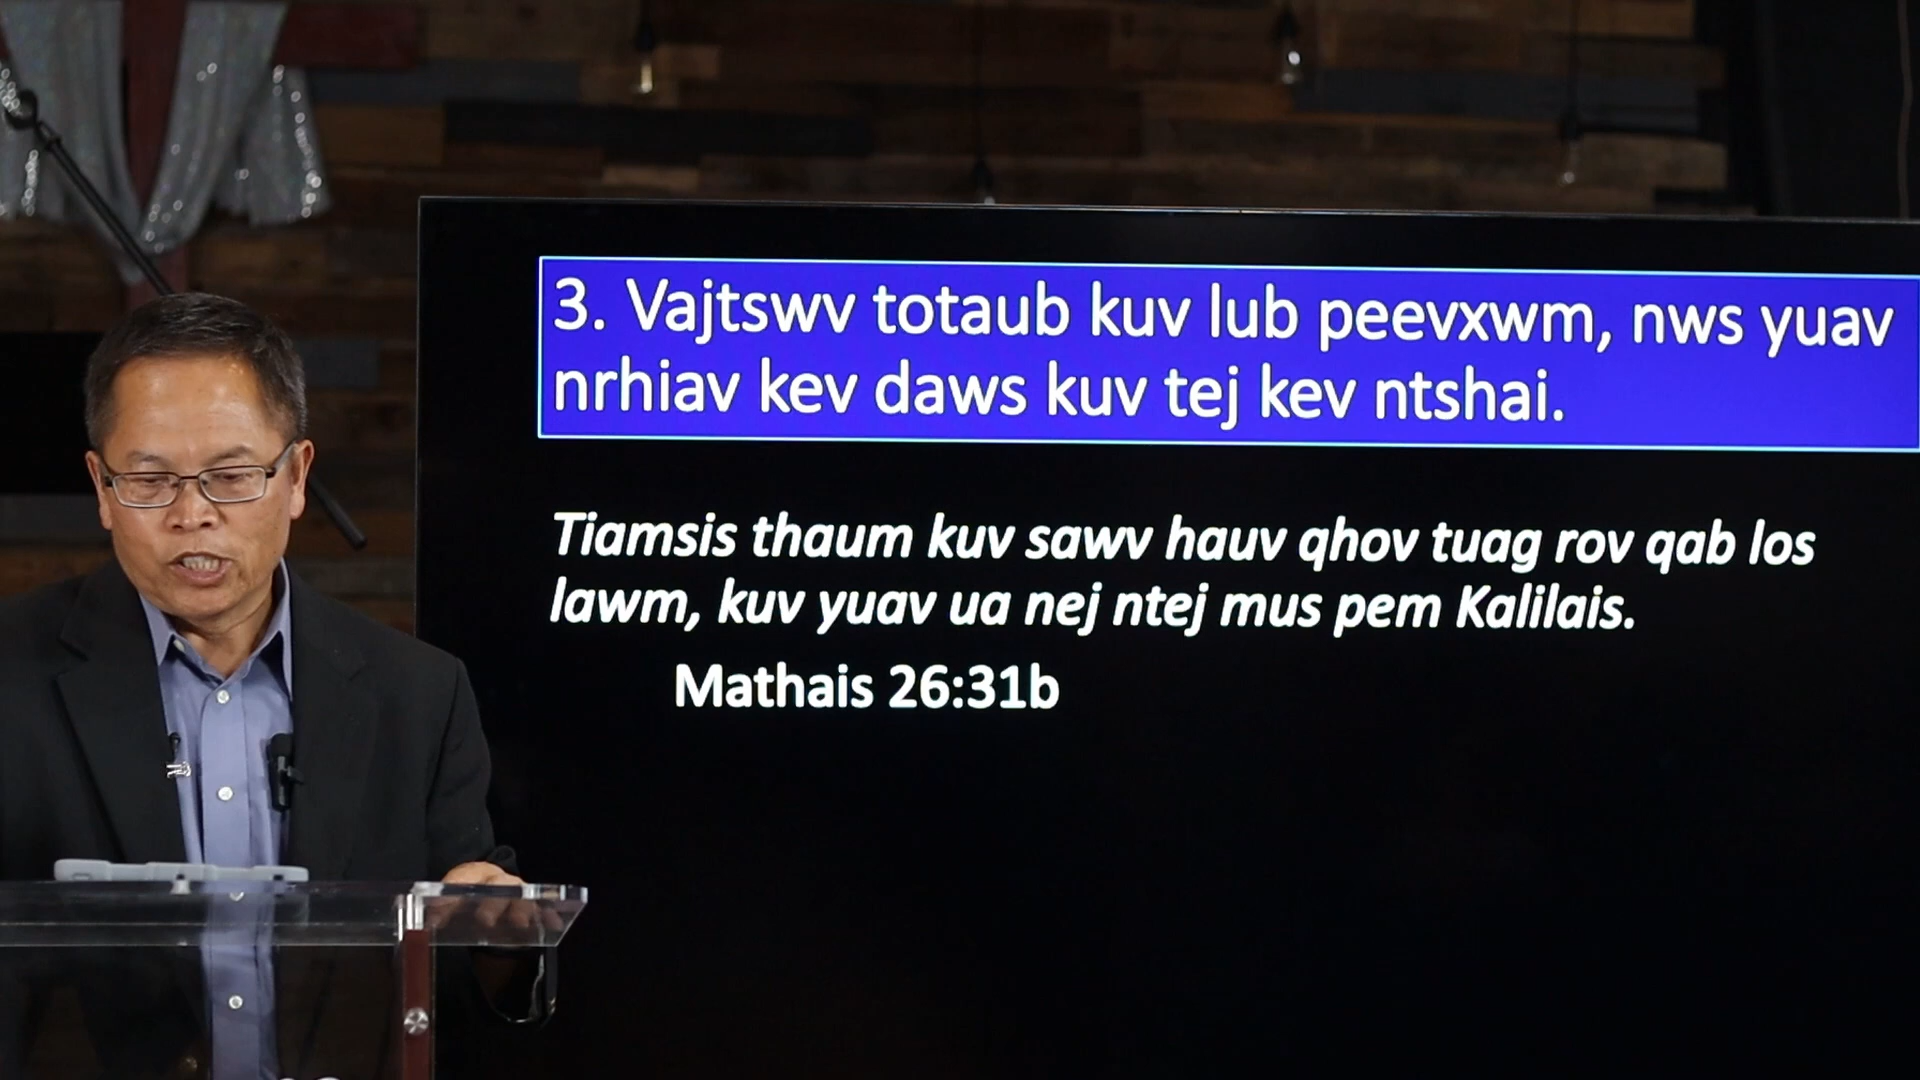 3. Vajtswv totaub kuv lub peevxwm, nws yuav
nrhiav kev daws kuv tej kev ntshai.
Tiamsis thaum kuv sawv hauv qhov tuag rov qab los
lawm, kuv yuav ua nej ntej mus pem Kalilais.
Mathais 26:31b